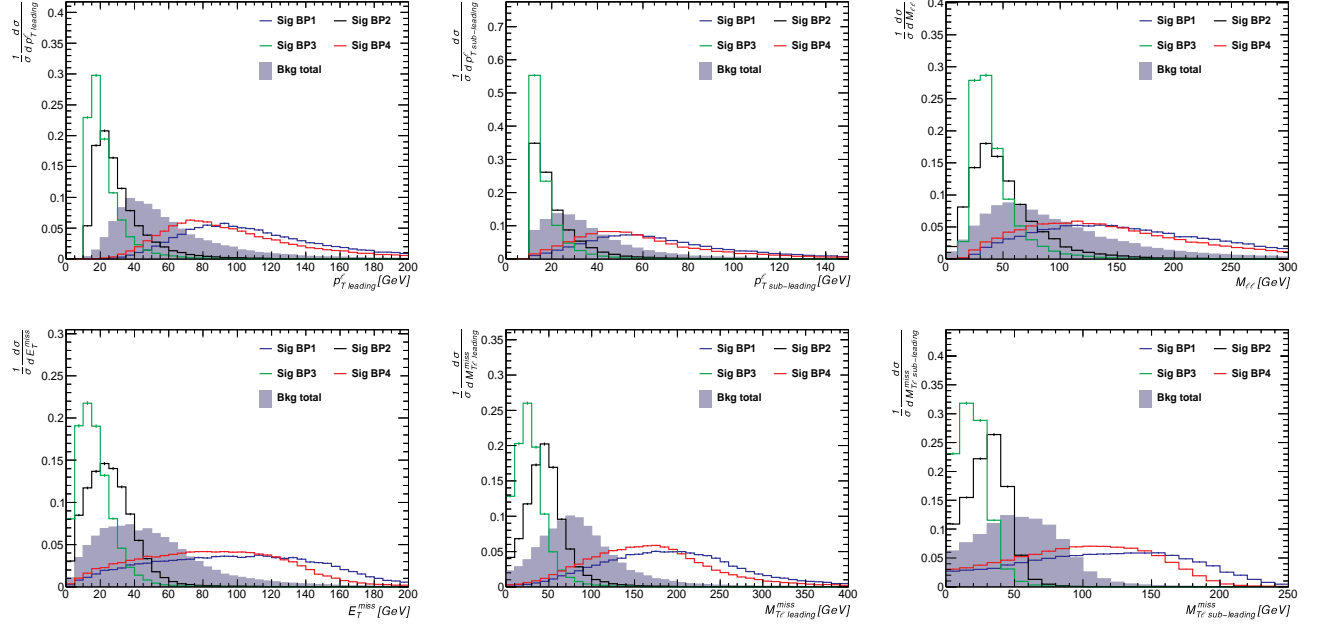 1/σ dσ/d p^ℓ_T leading
Sig BP1
Sig BP2
Sig BP3
Sig BP4
Bkg total
0.4
0.3
0.25
0.2
0.15
0.1
0.05
0
0 20 40 60 80 100 120 140 160 180 200
p^ℓ_T leading [GeV]
1/σ dσ/d p^ℓ_T sub−leading
Sig BP1
Sig BP2
Sig BP3
Sig BP4
Bkg total
0.7
0.6
0.5
0.4
0.3
0.2
0.1
0
0 20 40 60 80 100 120 140
p^ℓ_T sub−leading [GeV]
1/σ dσ/d M_ℓℓ
Sig BP1
Sig BP2
Sig BP3
Sig BP4
Bkg total
0.4
0.35
0.3
0.25
0.2
0.15
0.1
0.05
0
0 50 100 150 200 250 300
M_ℓℓ [GeV]
1/σ dσ/d E_T^miss
Sig BP1
Sig BP2
Sig BP3
Sig BP4
Bkg total
0.3
0.25
0.2
0.15
0.1
0.05
0
0 20 40 60 80 100 120 140 160 180 200
E_T^miss [GeV]
1/σ dσ/d M^miss_Tℓ leading
Sig BP1
Sig BP2
Sig BP3
Sig BP4
Bkg total
0.35
0.3
0.25
0.2
0.15
0.1
0.05
0
0 50 100 150 200 250 300 350 400
M^miss_Tℓ leading [GeV]
1/σ dσ/d M^miss_Tℓ sub−leading
Sig BP1
Sig BP2
Sig BP3
Sig BP4
Bkg total
0.4
0.35
0.3
0.25
0.2
0.15
0.1
0.05
0
0 50 100 150 200 250
M^miss_Tℓ sub−leading [GeV]